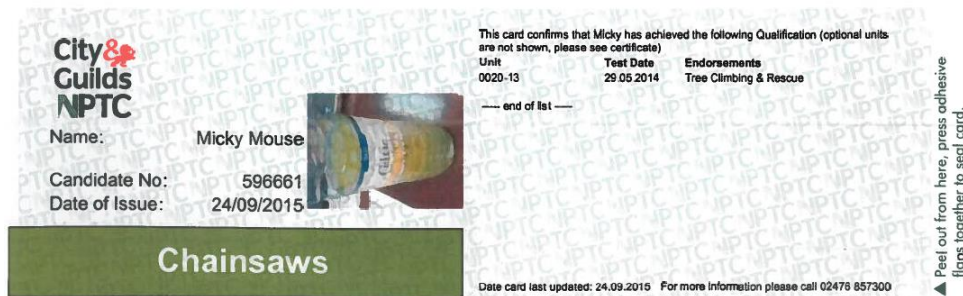 City&
Guilds
NPTC
Name: Micky Mouse
Candidate No: 596661
Date of Issue: 24/09/2015
Chainsaws
This card confirms that Micky has achieved the following Qualification (optional units
are not shown, please see certificate)
Unit Test Date Endorsements
0020-13 29.05.2014 Tree Climbing & Rescue
---- end of list ----
Date card last updated: 24.09.2015 For more information please call 02476 857300
▲ Peel out from here, press adhesive
flaps together to seal card.